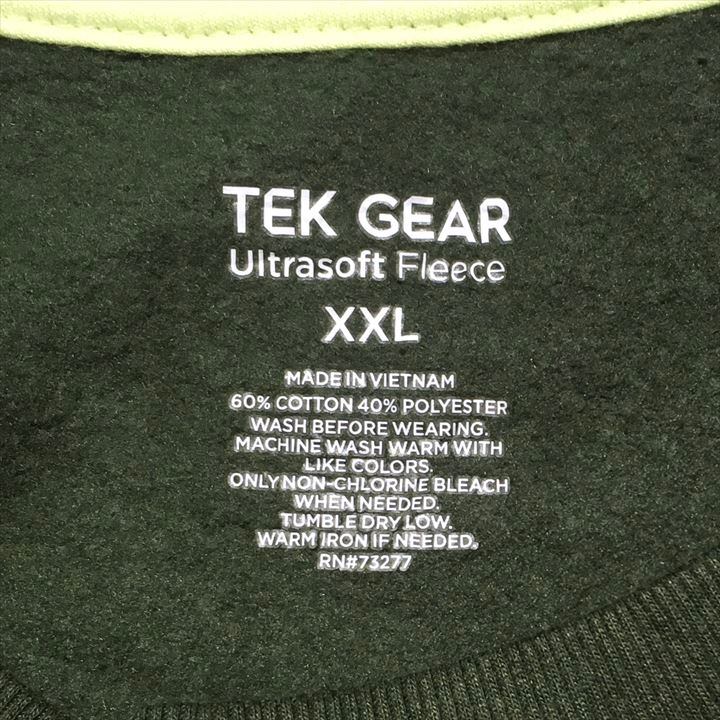 TEK GEAR
Ultrasoft Fleece
XXL
MADE IN VIETNAM
60% COTTON 40% POLYESTER
WASH BEFORE WEARING.
MACHINE WASH WARM WITH
LIKE COLORS.
ONLY NON-CHLORINE BLEACH
WHEN NEEDED.
TUMBLE DRY LOW.
WARM IRON IF NEEDED.
RN#73277